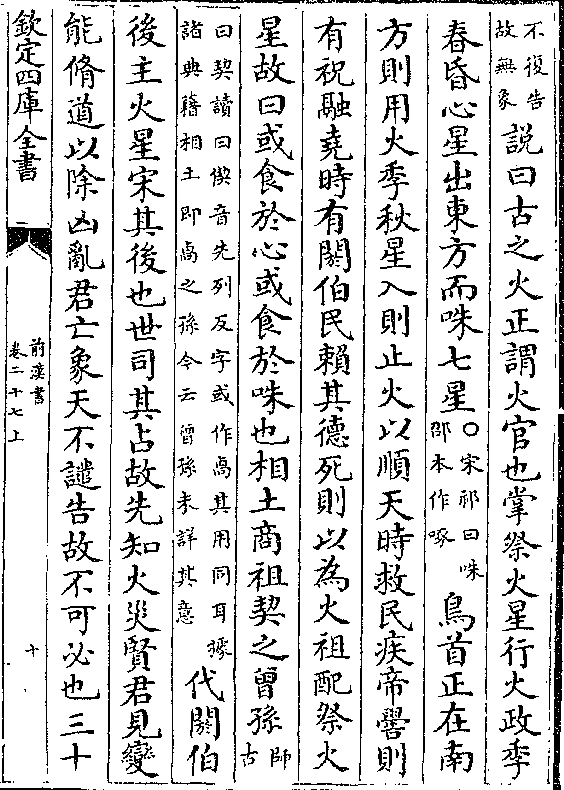 不復告
故無象
說曰古之火正謂火官也掌祭火星行火政季
春昏心星出東方而咮七星
○宋祁曰咮
邵本作啄
鳥首正在南
方則用火季秋星入則止火以順天時救民疾帝嚳則
有祝融堯時有閼伯民賴其德死則以為火祖配祭火
星故曰或食於心或食於咮也相土商祖契之曾孫
師
古
曰契讀曰偰音先列反字或作卨其用同耳據
諸典籍相土即卨之孫今云曾孫未詳其意
代閼伯
後主火星宋其後也世司其占故先知火災賢君見變
能脩道以除凶亂君亡象天不譴告故不可必也三十
欽定四庫全書
前漢書
卷二十七上
十